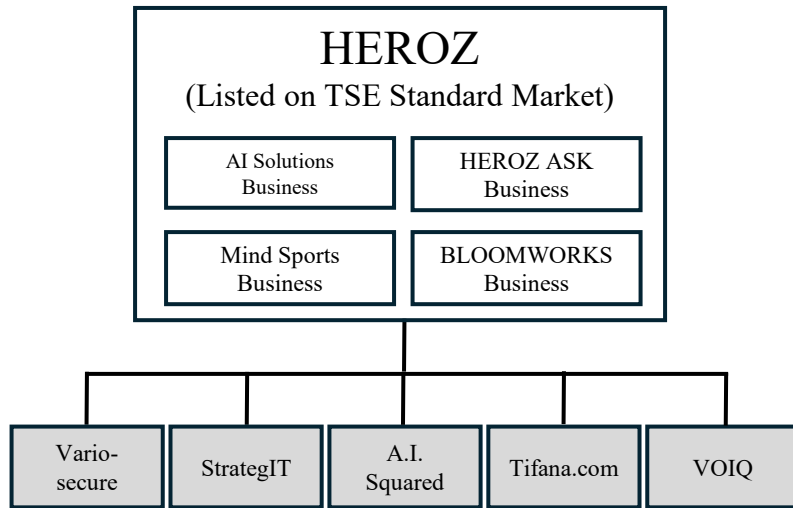 HEROZ
(Listed on TSE Standard Market)
AI Solutions
Business
HEROZ ASK
Business
Mind Sports
Business
BLOOMWORKS
Business
Vario-
secure
StrategIT
A.I.
Squared
Tifana.com
VOIQ